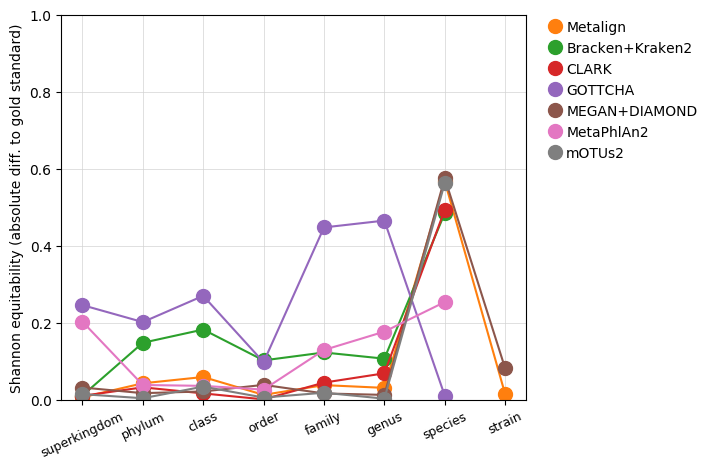 Shannon equitability (absolute diff. to gold standard)
1.0
0.8
0.6
0.4
0.2
0.0
superkingdom
phylum
class
order
family
genus
species
strain
Metalign
Bracken+Kraken2
CLARK
GOTTCHA
MEGAN+DIAMOND
MetaPhlAn2
mOTUs2